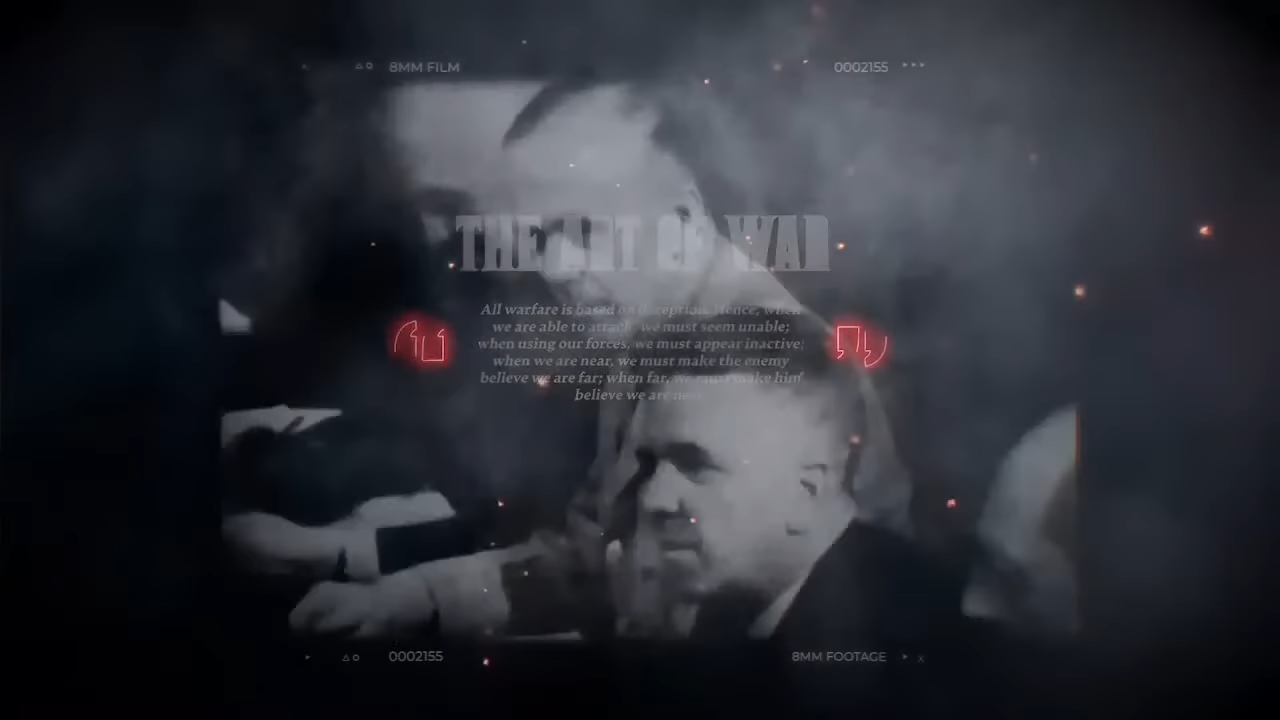 8MM FILM
0002155
THE ART OF WAR
All warfare is based on deception. Hence, when
we are able to attack, we must seem unable;
when using our forces, we must appear inactive;
when we are near, we must make the enemy
believe we are far; when far, we must make him
believe we are near.
0002155
8MM FOOTAGE